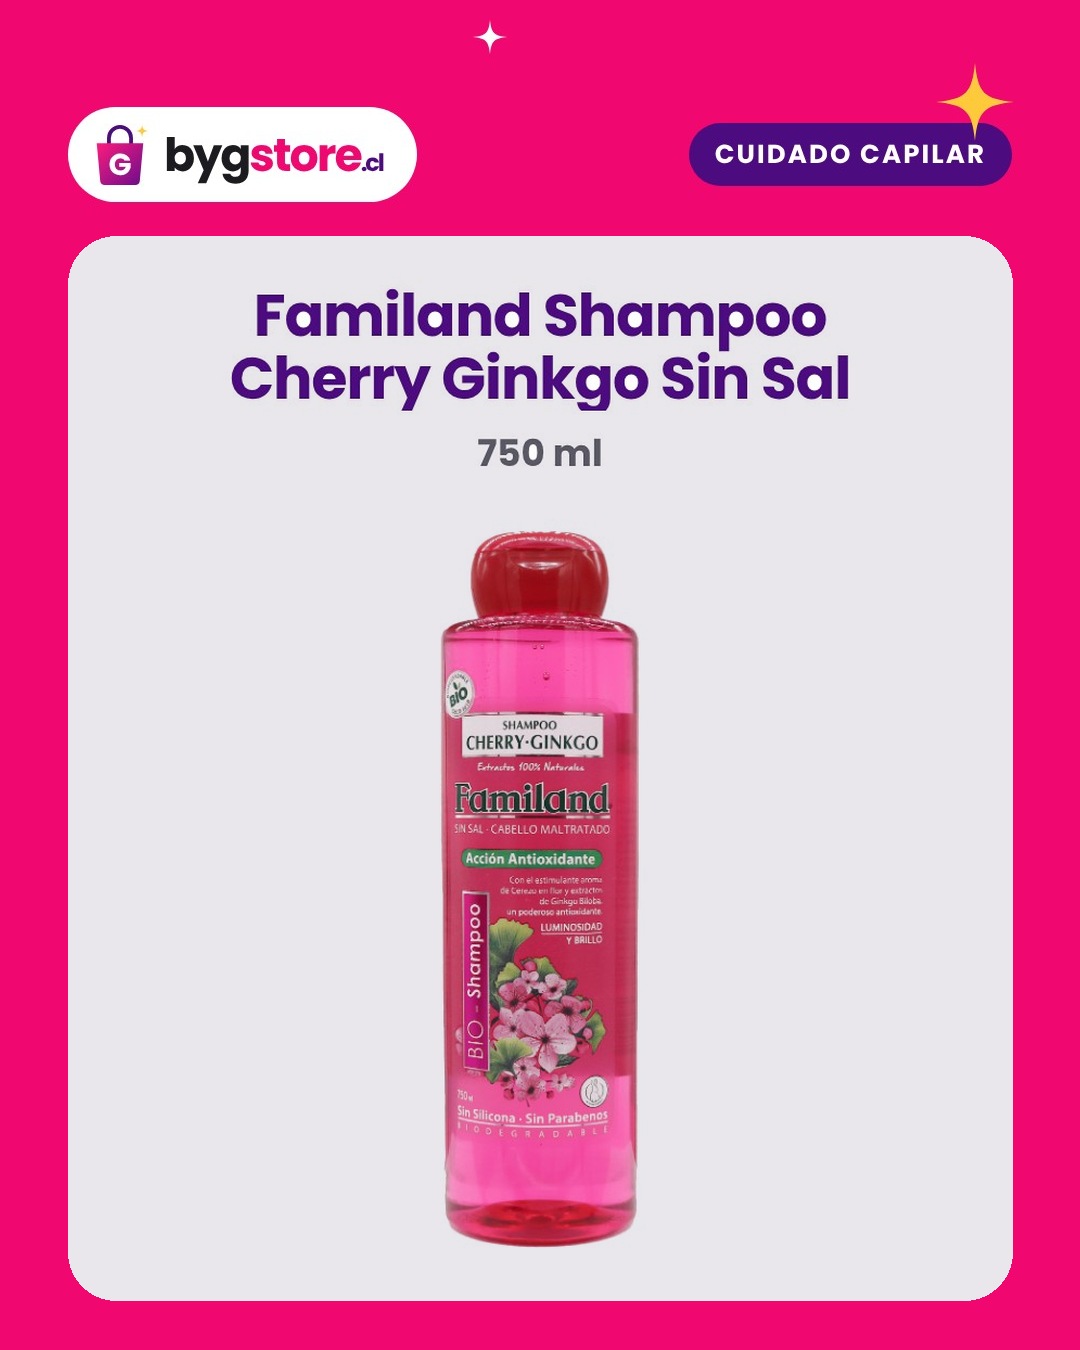 G bygstore.cl
CUIDADO CAPILAR
Familand Shampoo
Cherry Ginkgo Sin Sal
750 ml
BIO
SHAMPOO
CHERRY·GINKGO
Extractos 100% Naturales
Familand
SIN SAL · CABELLO MALTRATADO
Acción Antioxidante
Con el estimulante aroma
de Cerezo en flor y extractos
de Ginkgo Biloba,
un poderoso antioxidante.
LUMINOSIDAD
Y BRILLO
BIO - Shampoo
750 ml
Sin Silicona · Sin Parabenos
BIODEGRADABLE